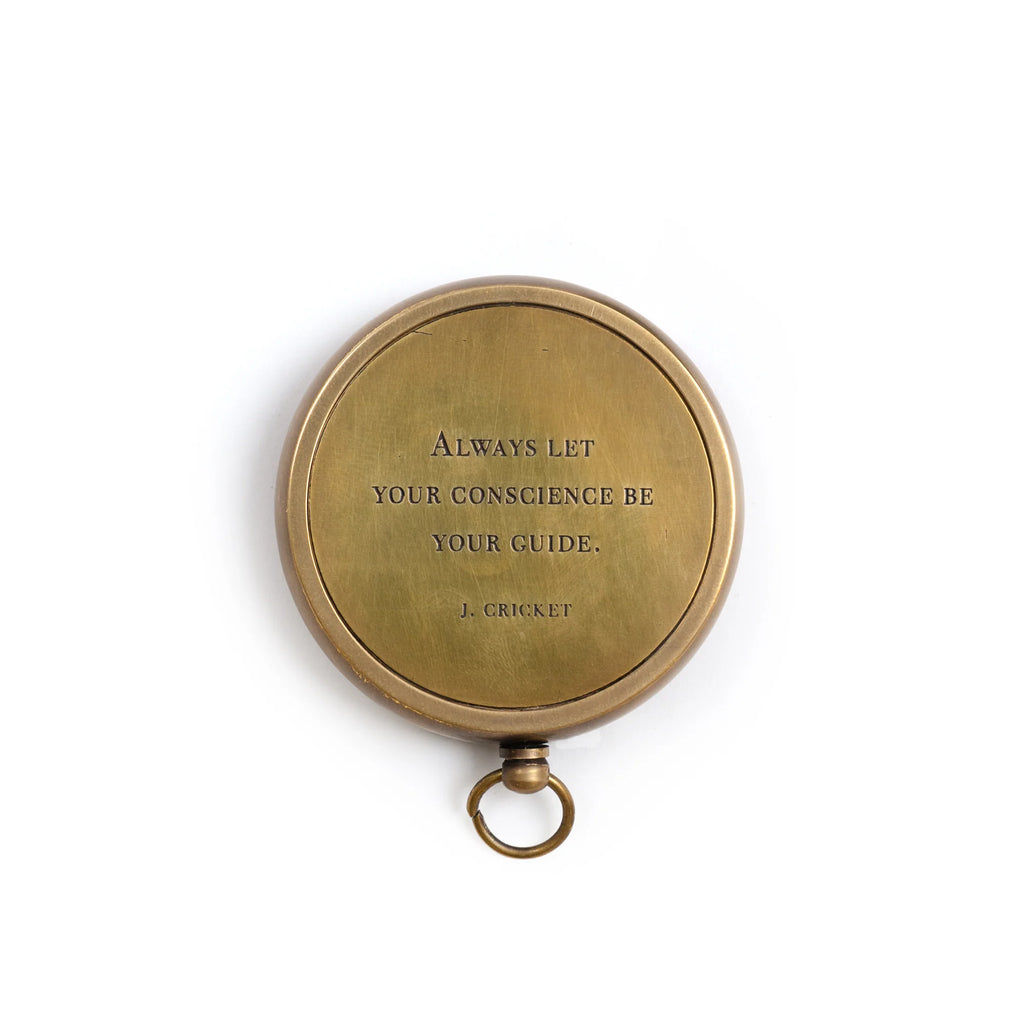 ALWAYS LET
YOUR CONSCIENCE BE
YOUR GUIDE.
J. CRICKET